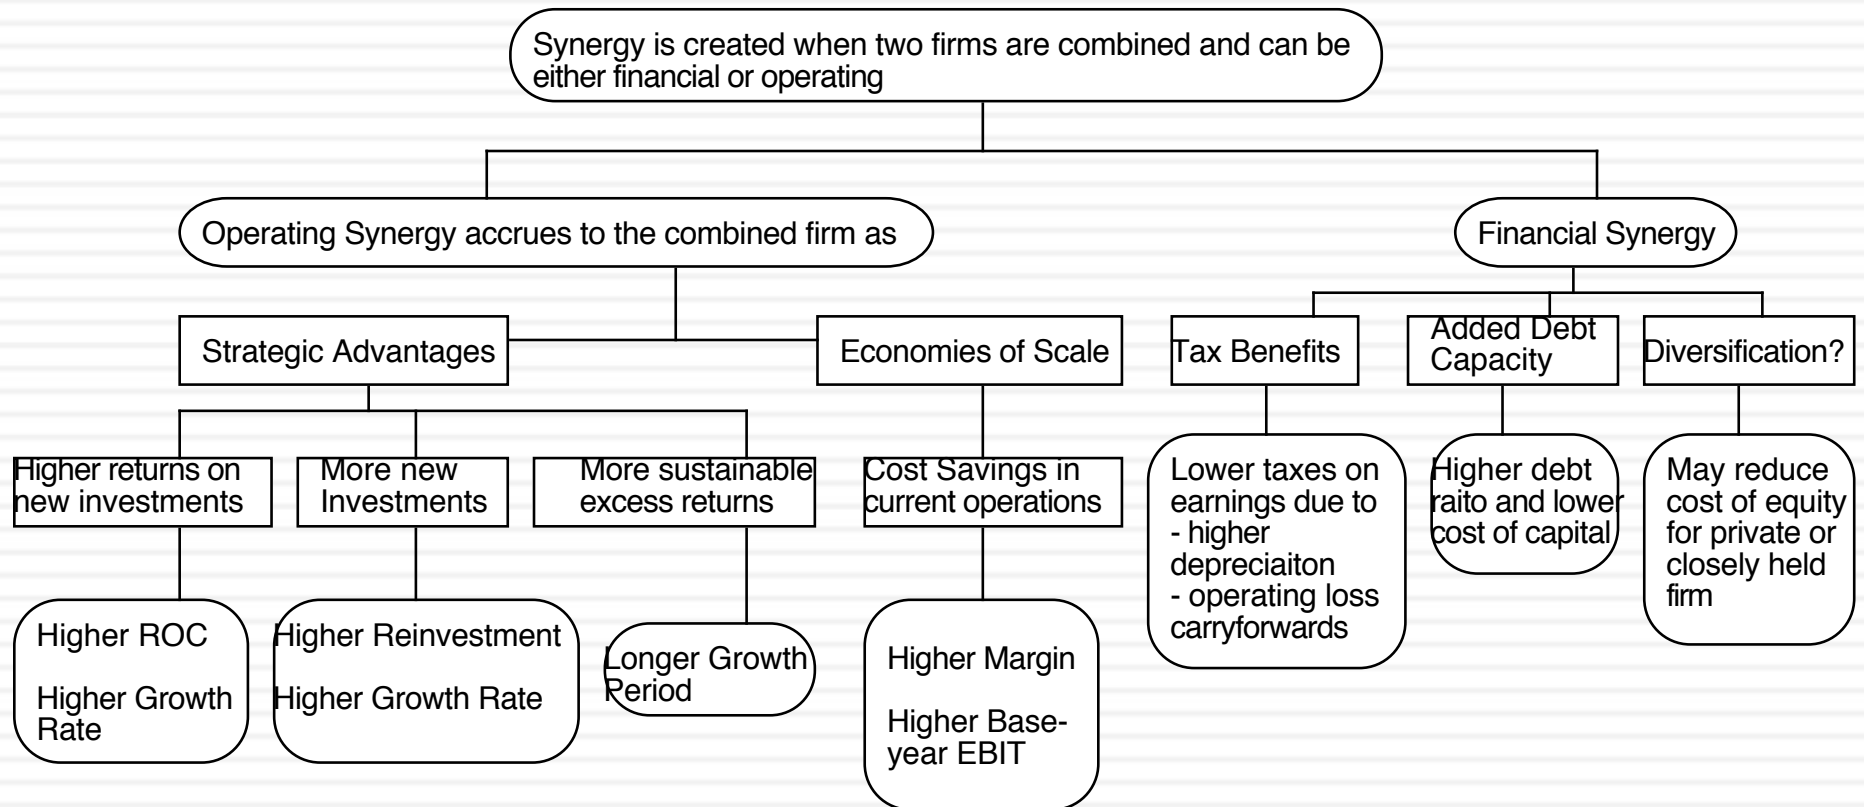 Synergy is created when two firms are combined and can be
either financial or operating
Operating Synergy accrues to the combined firm as
Financial Synergy
Strategic Advantages
Economies of Scale
Tax Benefits
Added Debt
Capacity
Diversification?
Higher returns on
new investments
More new
Investments
More sustainable
excess returns
Cost Savings in
current operations
Lower taxes on
earnings due to
- higher
depreciaiton
- operating loss
carryforwards
Higher debt
raito and lower
cost of capital
May reduce
cost of equity
for private or
closely held
firm
Higher ROC
Higher Growth
Rate
Higher Reinvestment
Higher Growth Rate
Longer Growth
Period
Higher Margin
Higher Base-
year EBIT